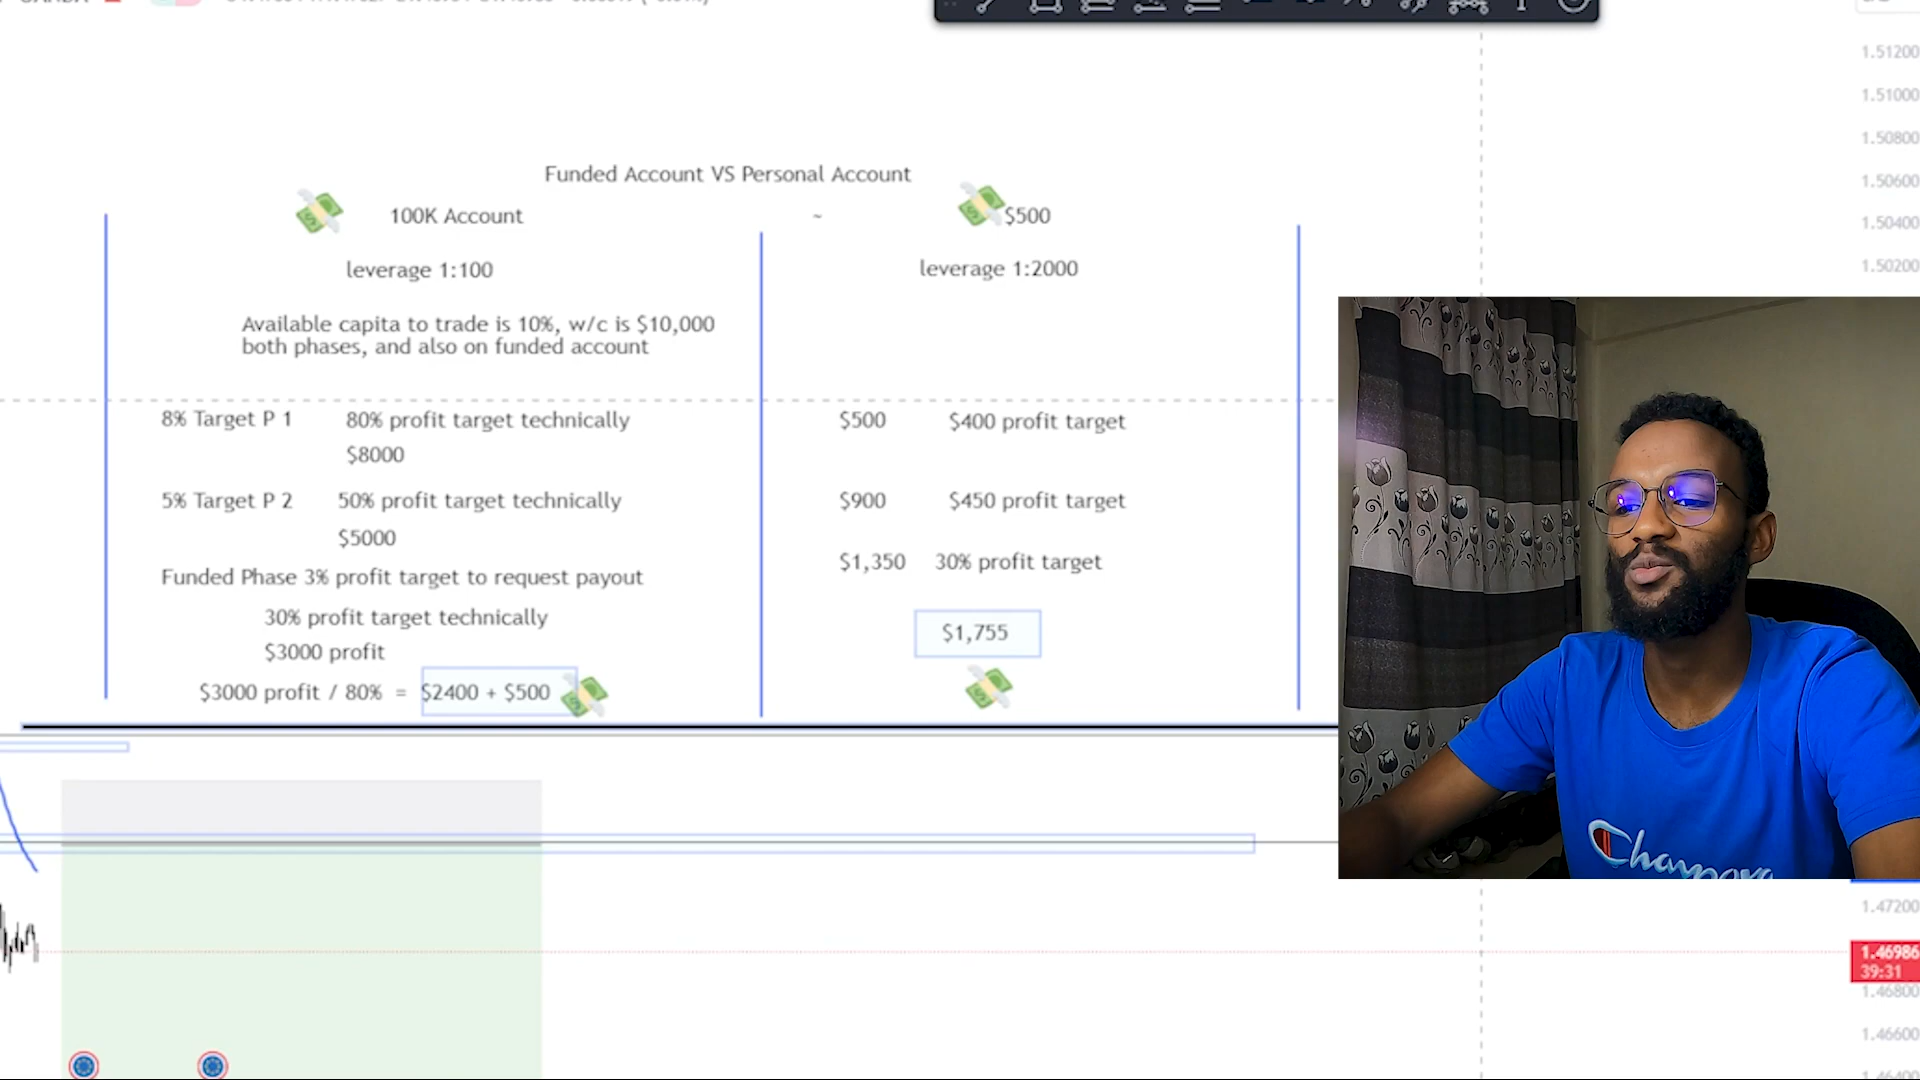 Funded Account VS Personal Account
100K Account ~ $500
leverage 1:100
leverage 1:2000
Available capita to trade is 10%, w/c is $10,000
both phases, and also on funded account
8% Target P 1 80% profit target technically
$8000
$500 $400 profit target
5% Target P 2 50% profit target technically
$5000
$900 $450 profit target
Funded Phase 3% profit target to request payout
$1,350 30% profit target
30% profit target technically
$3000 profit
$1,755
$3000 profit / 80% = $2400 + $500
1.51200
1.51000
1.50800
1.50600
1.50400
1.50200
1.47200
1.46986
39:31
1.46800
1.46600
Champion